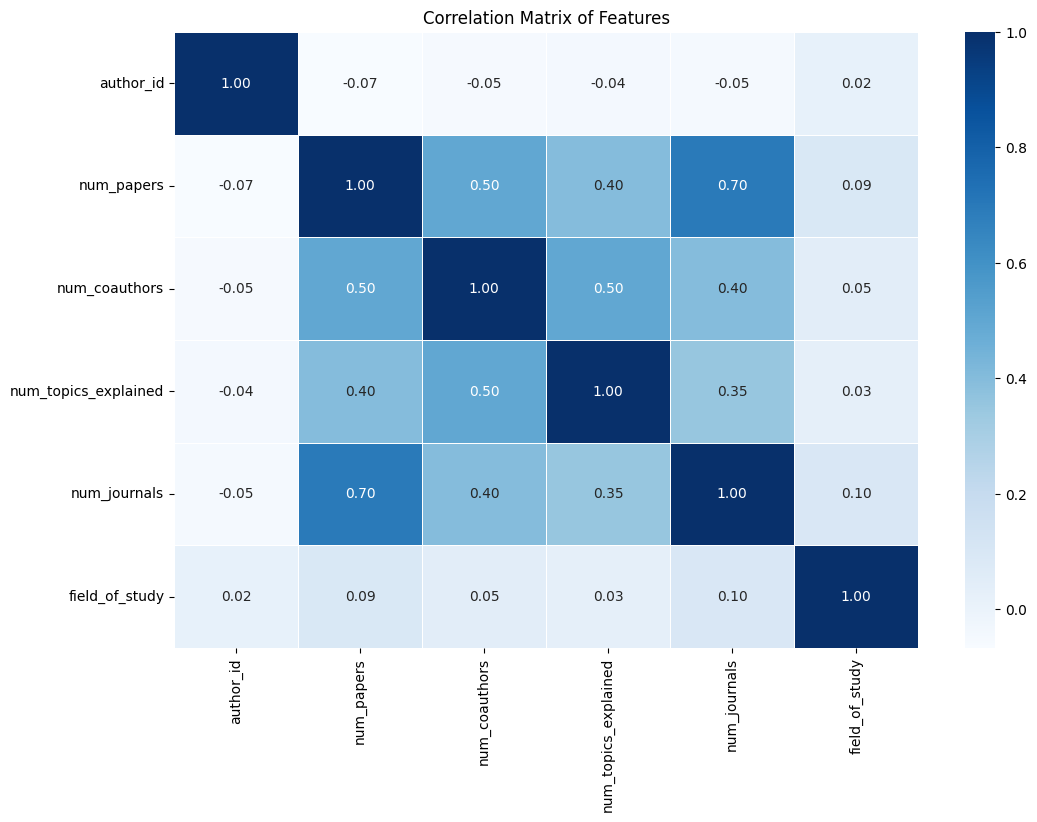 Correlation Matrix of Features
author_id 1.00 -0.07 -0.05 -0.04 -0.05 0.02
num_papers -0.07 1.00 0.50 0.40 0.70 0.09
num_coauthors -0.05 0.50 1.00 0.50 0.40 0.05
num_topics_explained -0.04 0.40 0.50 1.00 0.35 0.03
num_journals -0.05 0.70 0.40 0.35 1.00 0.10
field_of_study 0.02 0.09 0.05 0.03 0.10 1.00
author_id
num_papers
num_coauthors
num_topics_explained
num_journals
field_of_study
1.0
0.8
0.6
0.4
0.2
0.0